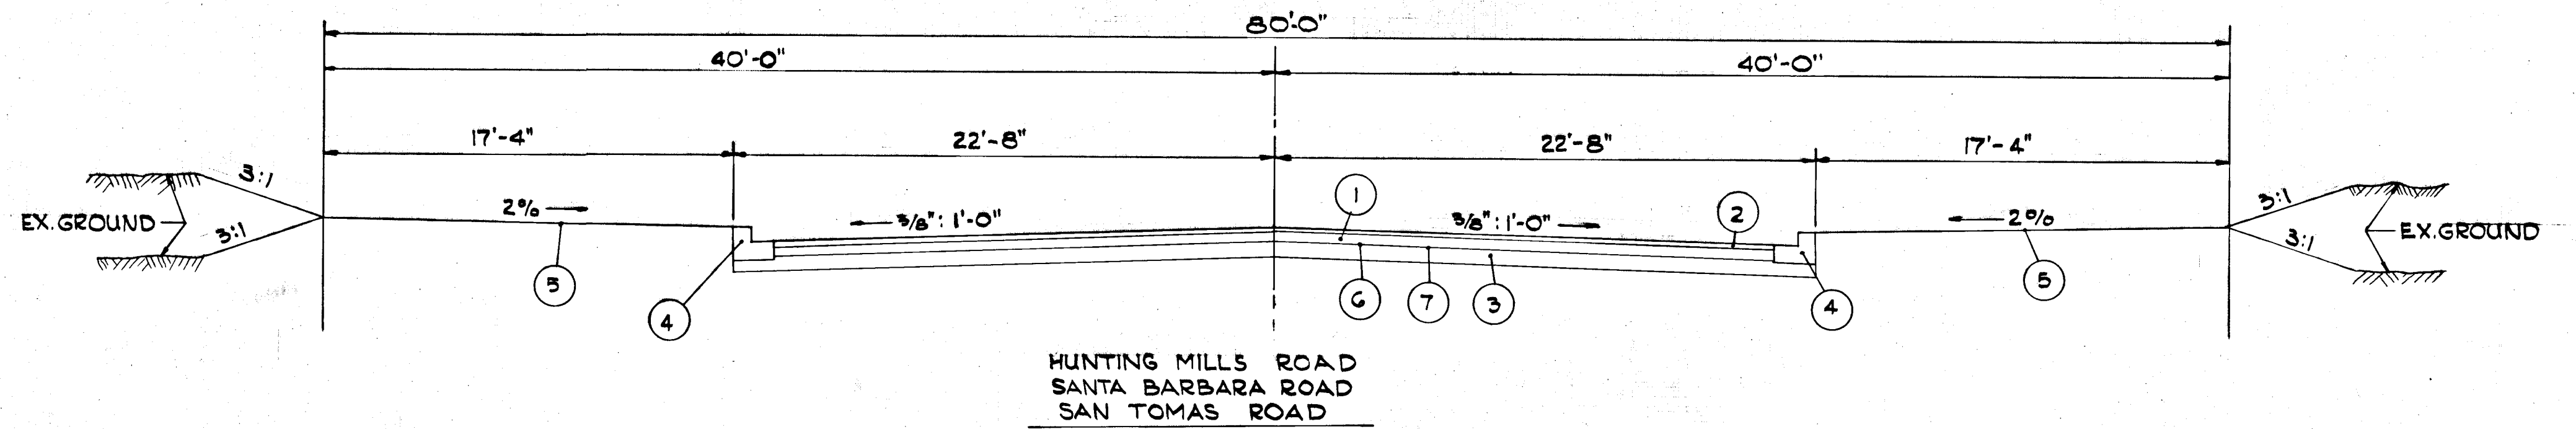 80'-0"
40'-0" 40'-0"
17'-4" 22'-8" 22'-8" 17'-4"
3:1 2% 3/8":1'-0" 1 3/8":1'-0" 2 2% 3:1
EX.GROUND EX.GROUND
3:1 3:1
5 4 6 7 3 4 5
HUNTING MILLS ROAD
SANTA BARBARA ROAD
SAN TOMAS ROAD